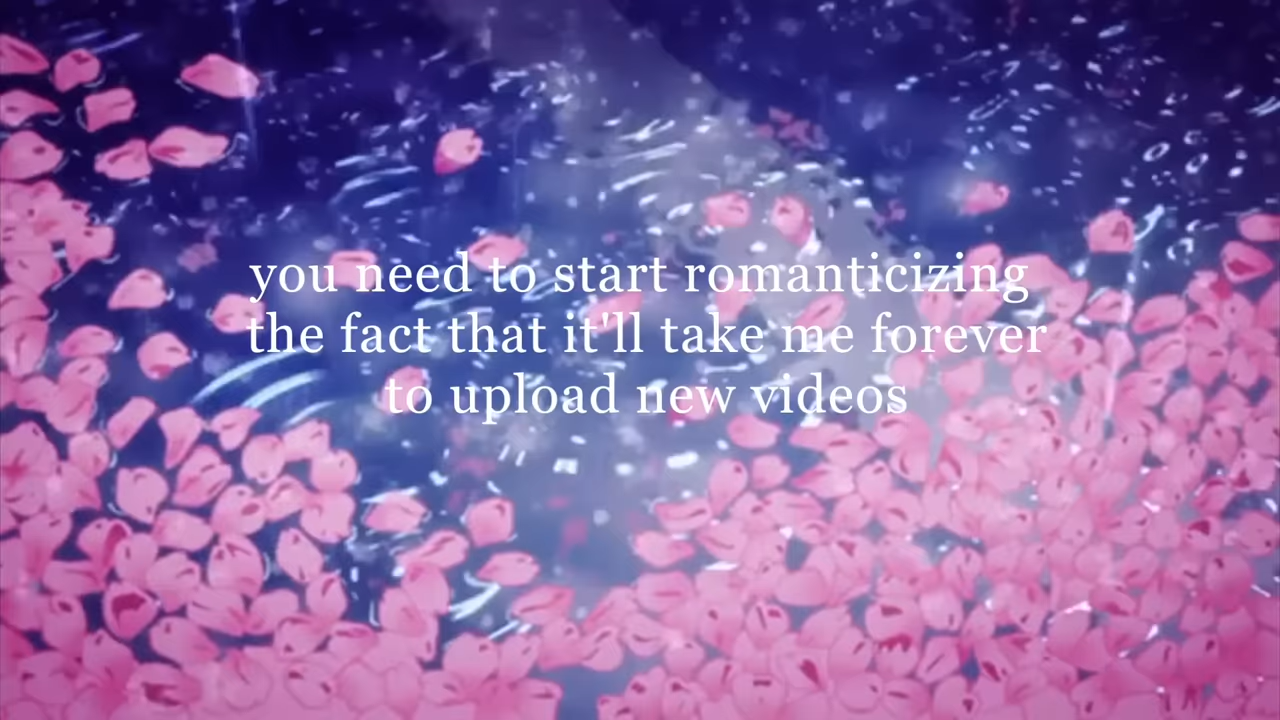 you need to start romanticizing
the fact that it'll take me forever
to upload new videos